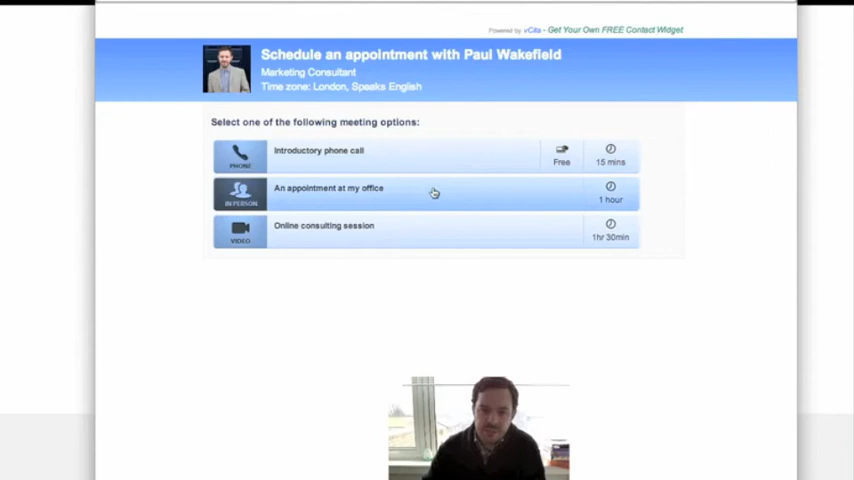 Powered by vCita - Get Your Own FREE Contact Widget
Schedule an appointment with Paul Wakefield
Marketing Consultant
Time zone: London, Speaks English
Select one of the following meeting options:
PHONE
Introductory phone call
Free
15 mins
IN PERSON
An appointment at my office
1 hour
VIDEO
Online consulting session
1hr 30min